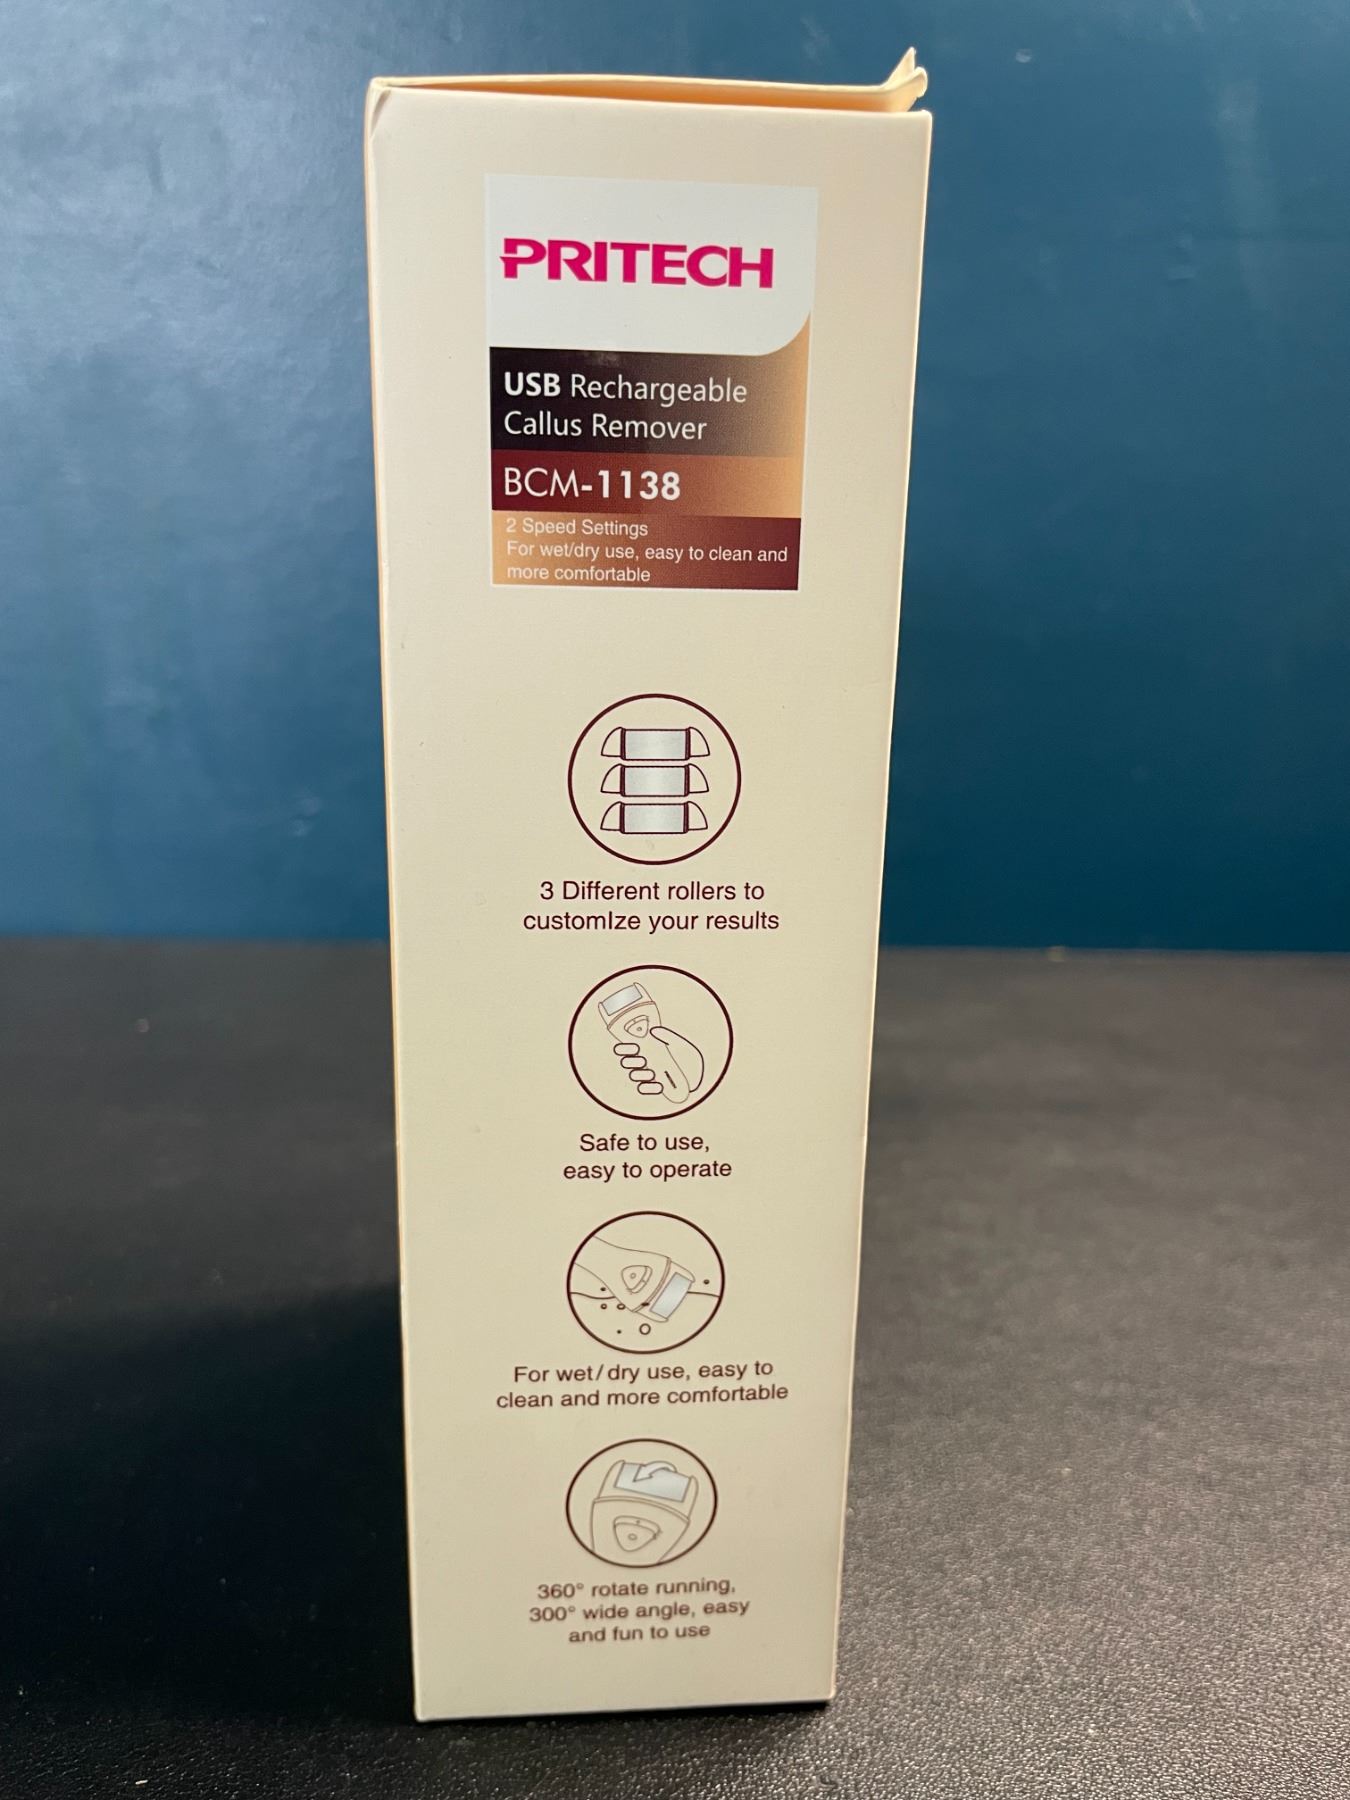 PRITECH
USB Rechargeable
Callus Remover
BCM-1138
2 Speed Settings
For wet/dry use, easy to clean and
more comfortable
3 Different rollers to
customIze your results
Safe to use,
easy to operate
For wet/dry use, easy to
clean and more comfortable
360° rotate running,
300° wide angle, easy
and fun to use